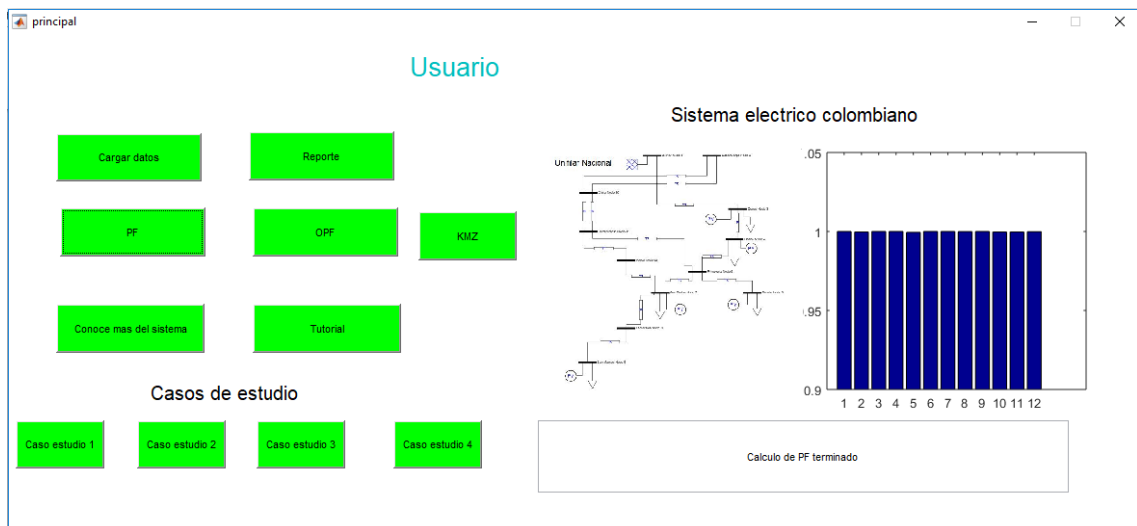 principal
Usuario
Sistema electrico colombiano
Cargar datos
Reporte
PF
OPF
KMZ
Conoce mas del sistema
Tutorial
Casos de estudio
Caso estudio 1
Caso estudio 2
Caso estudio 3
Caso estudio 4
Unifilar Nacional
.05
1
.95
0.9
1 2 3 4 5 6 7 8 9 10 11 12
Calculo de PF terminado